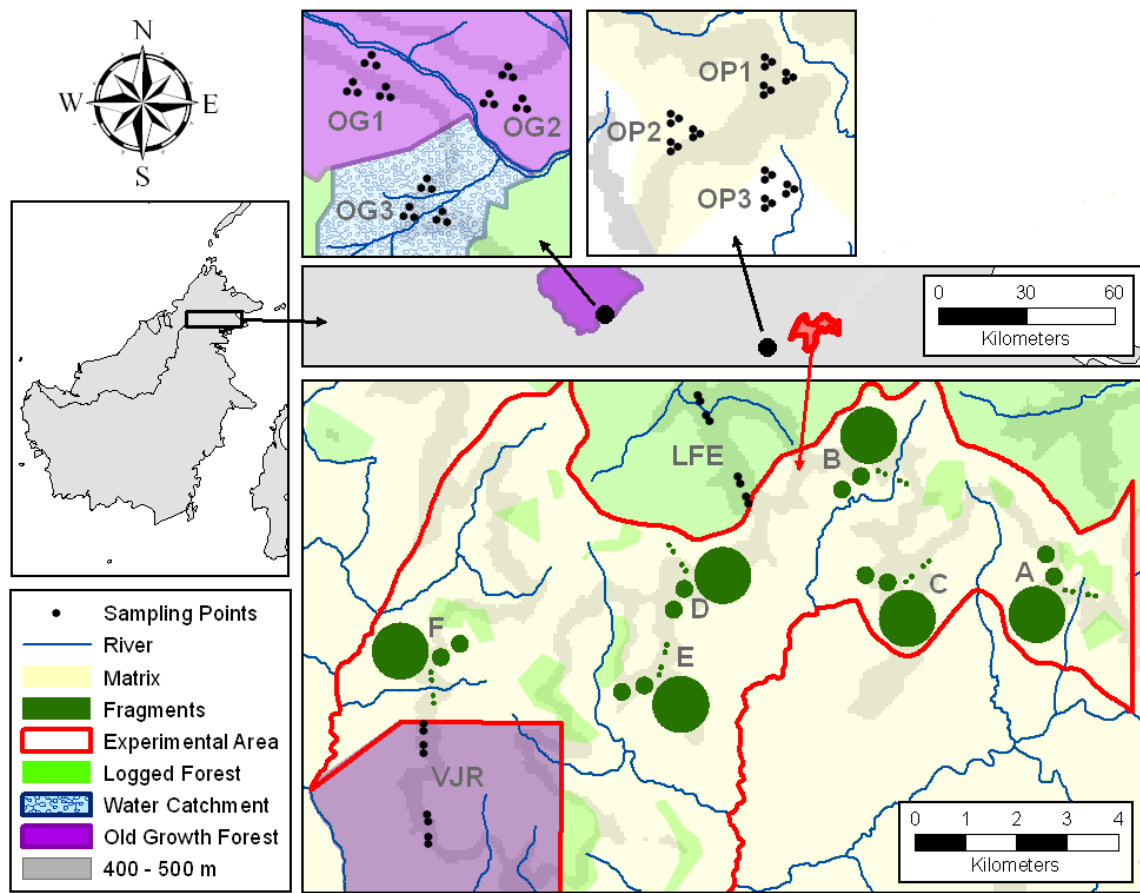 N
W
E
S
OG1
OG2
OG3
OP1
OP2
OP3
0 30 60
Kilometers
LFE
B
C
A
D
E
F
VJR
0 1 2 3 4
Kilometers
Sampling Points
River
Matrix
Fragments
Experimental Area
Logged Forest
Water Catchment
Old Growth Forest
400 - 500 m